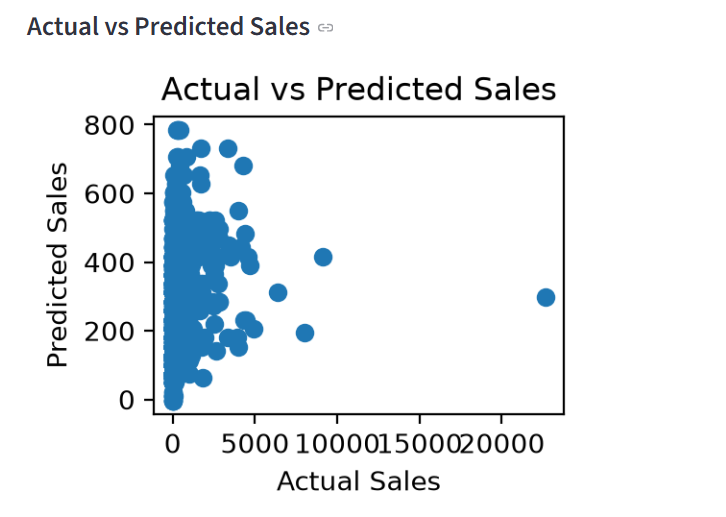 Actual vs Predicted Sales
Actual vs Predicted Sales
800
600
400
200
0
Predicted Sales
0 5000 10000 15000 20000
Actual Sales